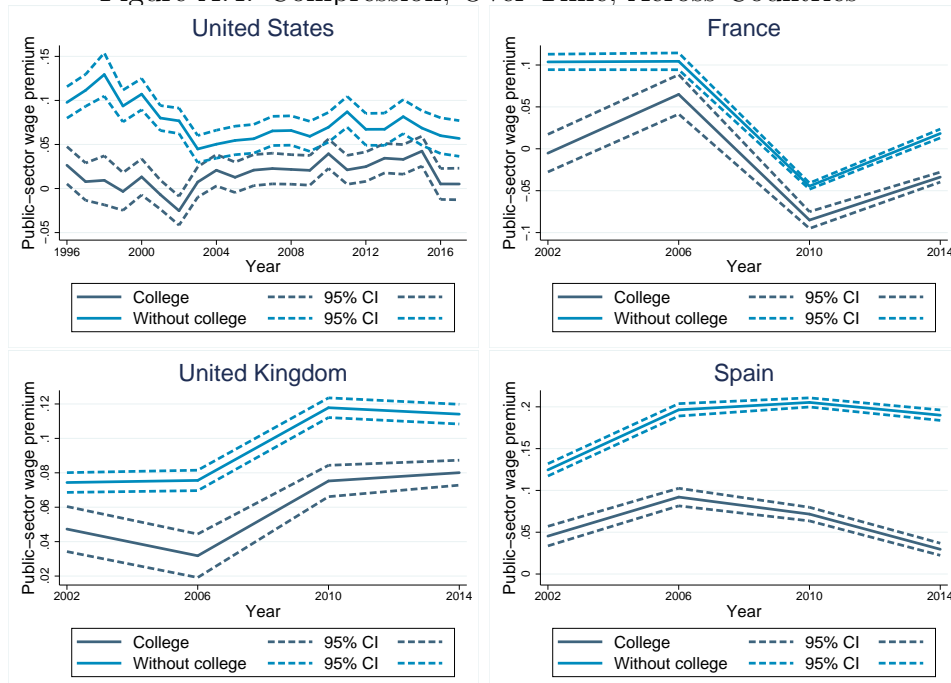 United States
Public−sector wage premium
−.05 0 .05 .1 .15
1996 2000 2004 2008 2012 2016
Year
College 95% CI
Without college 95% CI
France
Public−sector wage premium
−.1 −.05 0 .05 .1
2002 2006 2010 2014
Year
College 95% CI
Without college 95% CI
United Kingdom
Public−sector wage premium
.02 .04 .06 .08 .1 .12
2002 2006 2010 2014
Year
College 95% CI
Without college 95% CI
Spain
Public−sector wage premium
0 .05 .1 .15 .2
2002 2006 2010 2014
Year
College 95% CI
Without college 95% CI